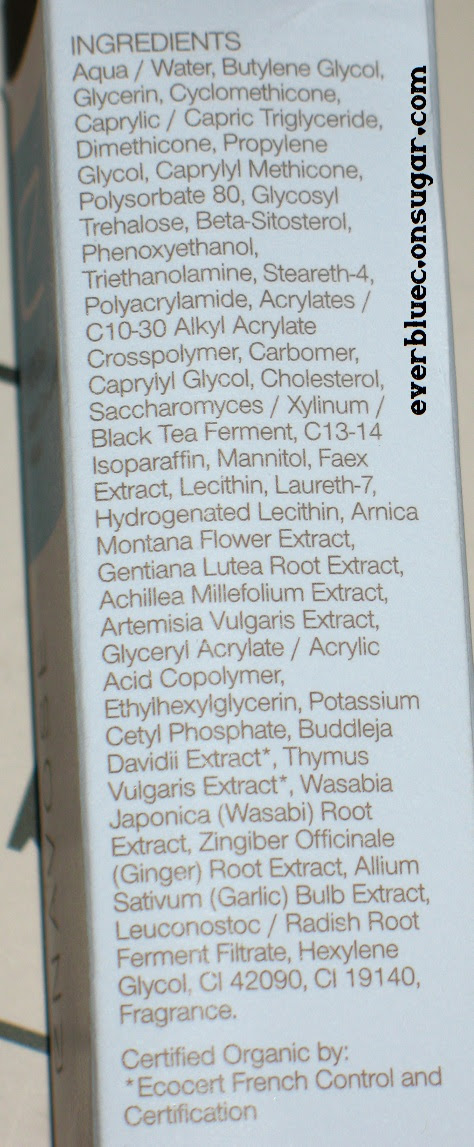 INGREDIENTS
Aqua / Water, Butylene Glycol,
Glycerin, Cyclomethicone,
Caprylic / Capric Triglyceride,
Dimethicone, Propylene
Glycol, Caprylyl Methicone,
Polysorbate 80, Glycosyl
Trehalose, Beta-Sitosterol,
Phenoxyethanol,
Triethanolamine, Steareth-4,
Polyacrylamide, Acrylates /
C10-30 Alkyl Acrylate
Crosspolymer, Carbomer,
Caprylyl Glycol, Cholesterol,
Saccharomyces / Xylinum /
Black Tea Ferment, C13-14
Isoparaffin, Mannitol, Faex
Extract, Lecithin, Laureth-7,
Hydrogenated Lecithin, Arnica
Montana Flower Extract,
Gentiana Lutea Root Extract,
Achillea Millefolium Extract,
Artemisia Vulgaris Extract,
Glyceryl Acrylate / Acrylic
Acid Copolymer,
Ethylhexylglycerin, Potassium
Cetyl Phosphate, Buddleja
Davidii Extract*, Thymus
Vulgaris Extract*, Wasabia
Japonica (Wasabi) Root
Extract, Zingiber Officinale
(Ginger) Root Extract, Allium
Sativum (Garlic) Bulb Extract,
Leuconostoc / Radish Root
Ferment Filtrate, Hexylene
Glycol, CI 42090, CI 19140,
Fragrance.
Certified Organic by:
*Ecocert French Control and
Certification
everbluec.onsugar.com